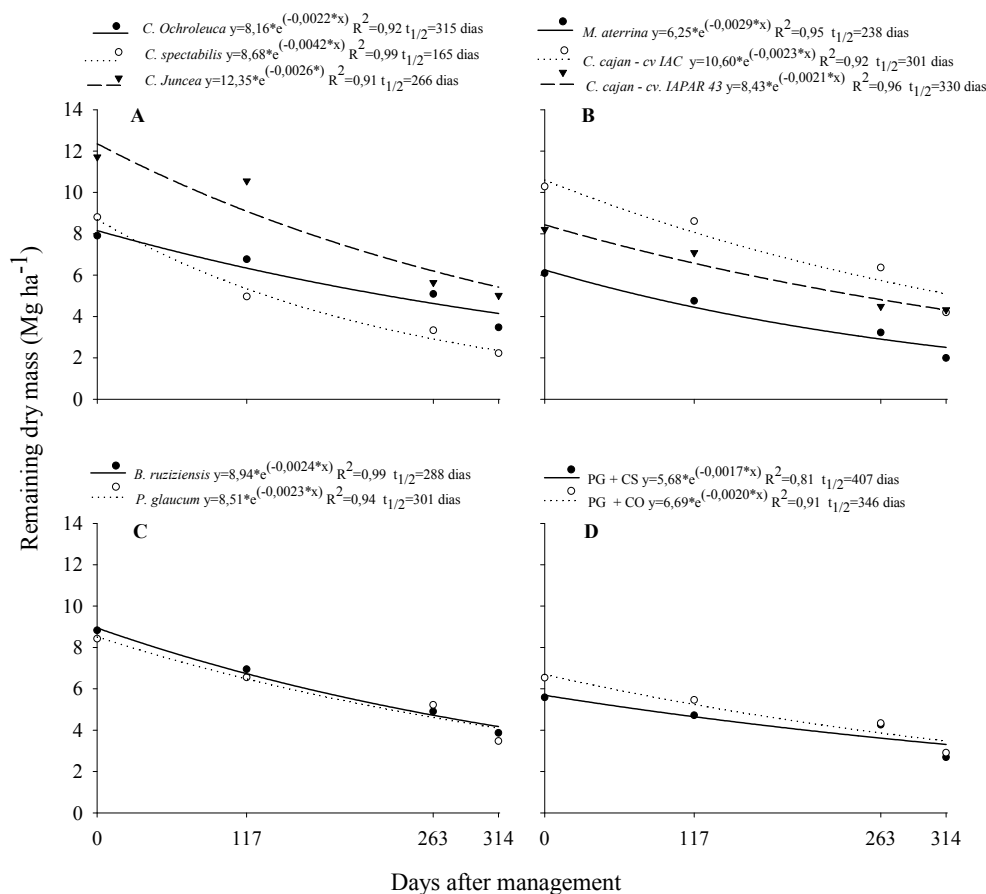 C. Ochroleuca y=8,16*e(-0,0022*x) R2=0,92 t1/2=315 dias
C. spectabilis y=8,68*e(-0,0042*x) R2=0,99 t1/2=165 dias
C. Juncea y=12,35*e(-0,0026*) R2=0,91 t1/2=266 dias
M. aterrina y=6,25*e(-0,0029*x) R2=0,95 t1/2=238 dias
C. cajan - cv IAC y=10,60*e(-0,0023*x) R2=0,92 t1/2=301 dias
C. cajan - cv. IAPAR 43 y=8,43*e(-0,0021*x) R2=0,96 t1/2=330 dias
A
14
12
10
8
6
4
2
0
B
B. ruziziensis y=8,94*e(-0,0024*x) R2=0,99 t1/2=288 dias
P. glaucum y=8,51*e(-0,0023*x) R2=0,94 t1/2=301 dias
PG + CS y=5,68*e(-0,0017*x) R2=0,81 t1/2=407 dias
PG + CO y=6,69*e(-0,0020*x) R2=0,91 t1/2=346 dias
C
14
12
10
8
6
4
2
0
D
0 117 263 314
0 117 263 314
Remaining dry mass (Mg ha-1)
Days after management